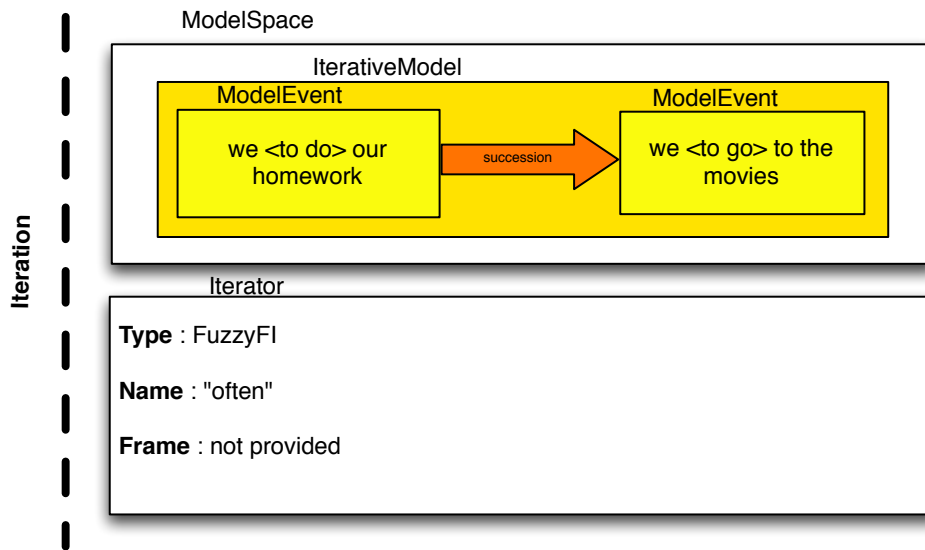 ModelSpace
IterativeModel
ModelEvent
ModelEvent
we <to do> our
homework
succession
we <to go> to the
movies
Iteration
Iterator
Type : FuzzyFI
Name : "often"
Frame : not provided